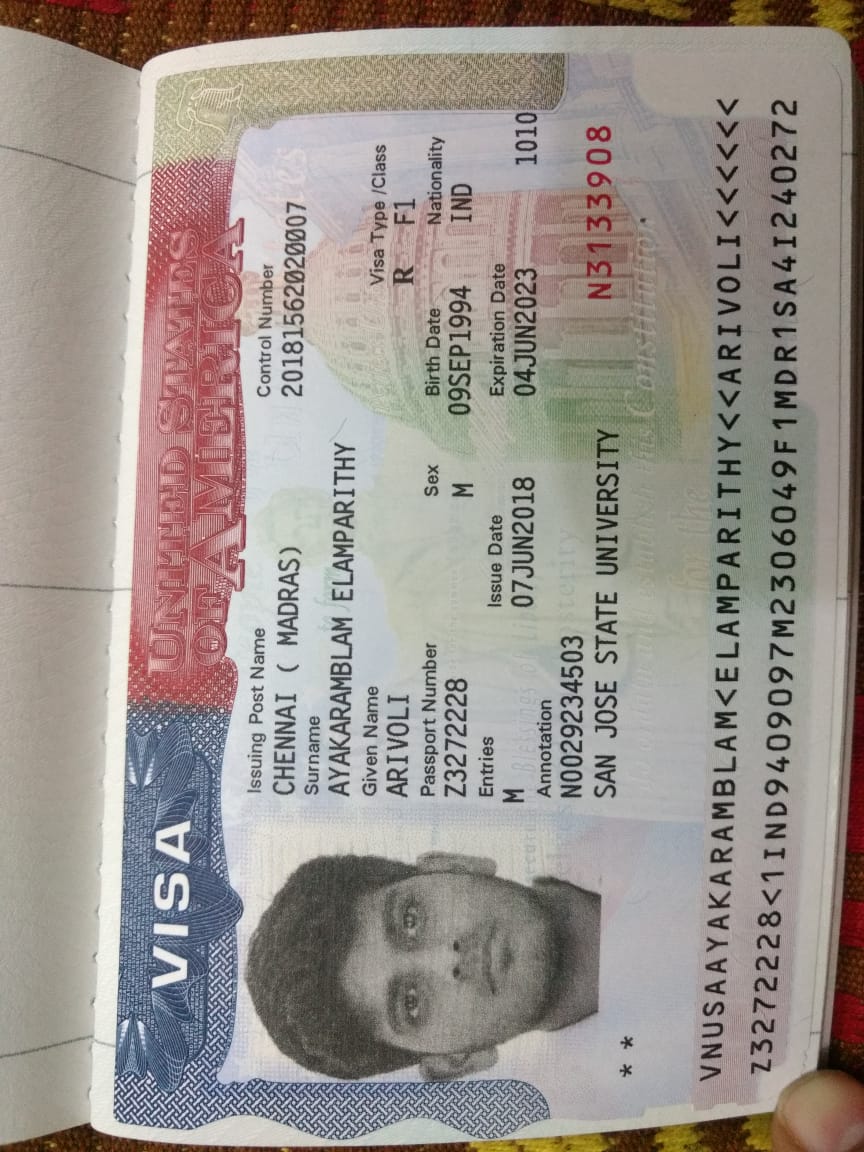 VISA
UNITED STATES
OF AMERICA
Issuing Post Name Control Number
CHENNAI ( MADRAS) 20181562020007
Surname Visa Type /Class
AYAKARAMBLAM ELAMPARITHY R F1
Given Name
ARIVOLI
Passport Number Sex Birth Date Nationality
Z3272228 M 09SEP1994 IND
Entries Issue Date Expiration Date
M 07JUN2018 04JUN2023 1010
Annotation
N0029234503
SAN JOSE STATE UNIVERSITY N3133908
* *
VNUSAAYAKARAMBLAM<ELAMPARITHY<<ARIVOLI<<<<<<
Z3272228<1IND9409097M2306049F1MDR1SA4I240272